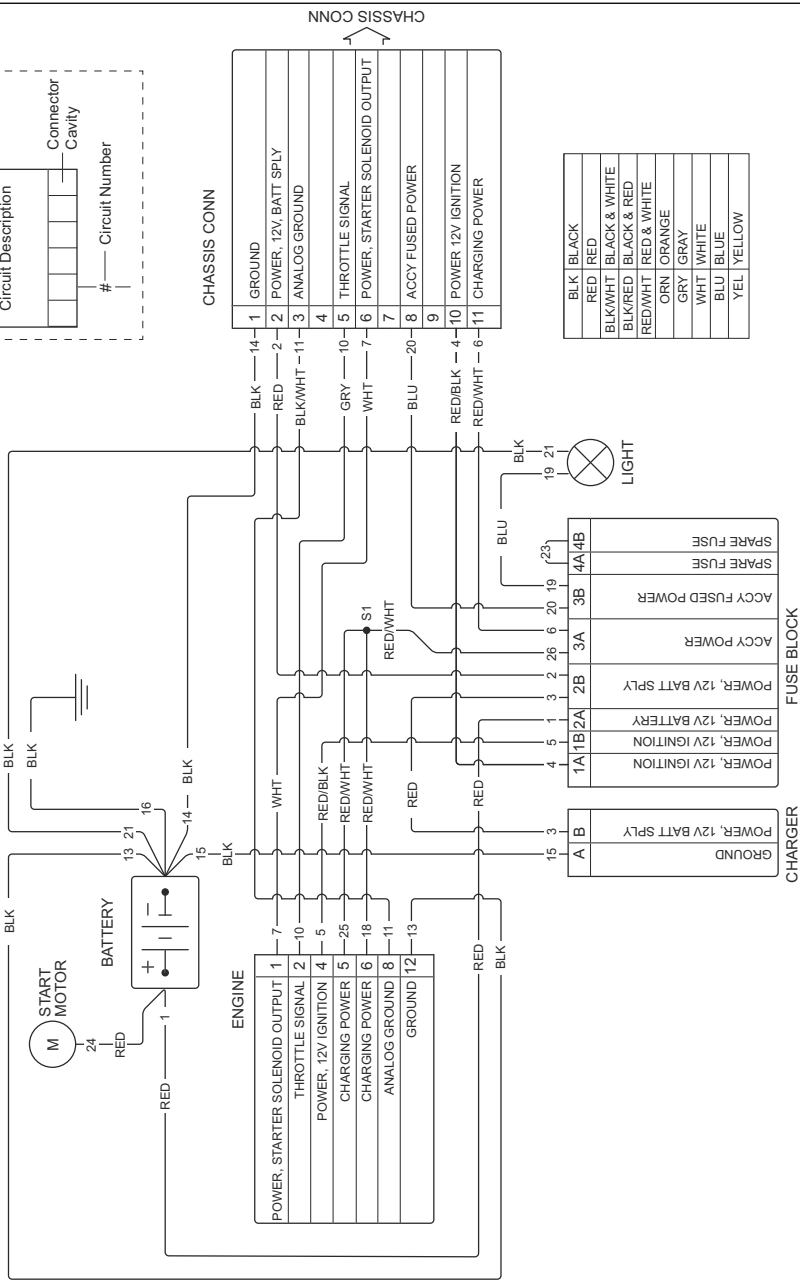 Circuit Description
Connector
Cavity
# Circuit Number
CHASSIS CONN
CHASSIS CONN
1 GROUND
2 POWER, 12V, BATT SPLY
3 ANALOG GROUND
4
5 THROTTLE SIGNAL
6 POWER, STARTER SOLENOID OUTPUT
7
8 ACCY FUSED POWER
9
10 POWER 12V IGNITION
11 CHARGING POWER
BLK 14
RED 2
BLK/WHT 11
GRY 10
WHT 7
BLU 20
RED/BLK 4
RED/WHT 6
BLK BLACK
RED RED
BLK/WHT BLACK & WHITE
BLK/RED BLACK & RED
RED/WHT RED & WHITE
ORN ORANGE
GRY GRAY
WHT WHITE
BLU BLUE
YEL YELLOW
BLK 21
19
LIGHT
BLU
BLK
BLK
BLK
BLK
16
21
13
14
15
BLK
BATTERY
+ −
START
MOTOR
M
24
RED
1
RED
ENGINE
POWER, STARTER SOLENOID OUTPUT 1 7
THROTTLE SIGNAL 2 10
POWER, 12V IGNITION 4 5
CHARGING POWER 5 25
CHARGING POWER 6 18
ANALOG GROUND 8 11
GROUND 12 13
WHT
RED/BLK
RED/WHT
RED/WHT
S1
RED/WHT
RED
RED
RED
BLK
23
4B SPARE FUSE
4A SPARE FUSE
19
20 3B ACCY FUSED POWER
6
26 3A ACCY POWER
2
3 2B POWER, 12V BATT SPLY
1 2A POWER, 12V BATTERY
5 1B POWER, 12V IGNITION
4 1A POWER, 12V IGNITION
FUSE BLOCK
3 B POWER, 12V BATT SPLY
15 A GROUND
CHARGER